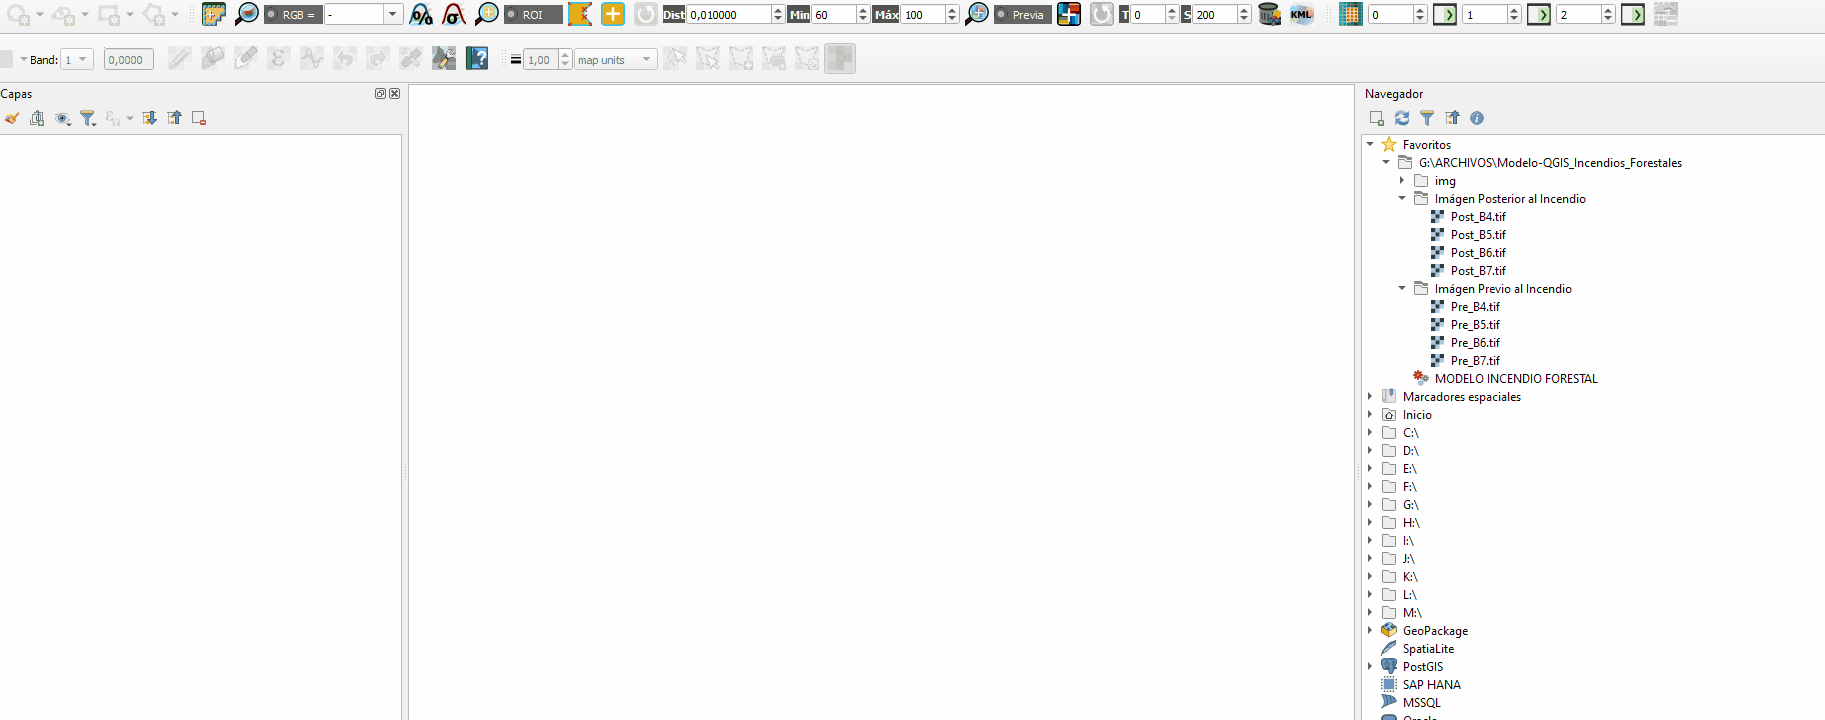 RGB = - ROI Dist 0,010000 Min 60 Máx 100 Previa T 0 S 200 KML 0 1 2
Band: 1 0,0000 1,00 map units
Capas
Navegador
Favoritos
G:\ARCHIVOS\Modelo-QGIS_Incendios_Forestales
img
Imágen Posterior al Incendio
Post_B4.tif
Post_B5.tif
Post_B6.tif
Post_B7.tif
Imágen Previo al Incendio
Pre_B4.tif
Pre_B5.tif
Pre_B6.tif
Pre_B7.tif
MODELO INCENDIO FORESTAL
Marcadores espaciales
Inicio
C:\
D:\
E:\
F:\
G:\
H:\
I:\
J:\
K:\
L:\
M:\
GeoPackage
SpatiaLite
PostGIS
SAP HANA
MSSQL
Oracle